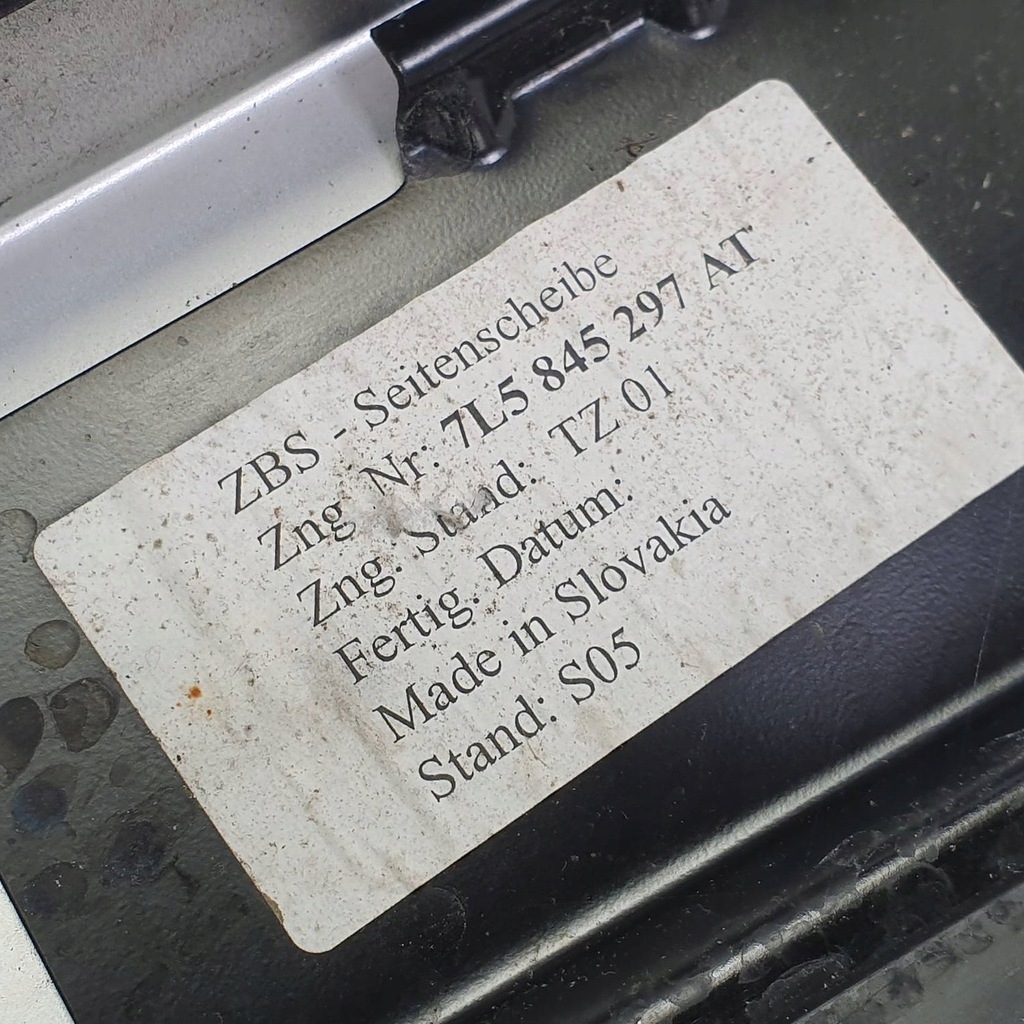 ZBS - Seitenscheibe
Zng Nr: 7L5 845 297 AT
Zng. Stand: TZ 01
Fertig. Datum:
Made in Slovakia
Stand: S05